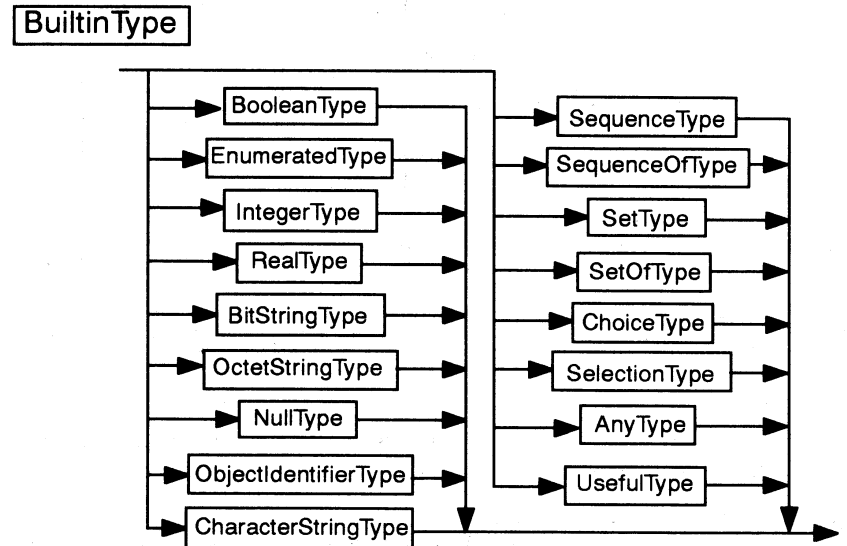 BuiltinType
BooleanType
EnumeratedType
IntegerType
RealType
BitStringType
OctetStringType
NullType
ObjectIdentifierType
CharacterStringType
SequenceType
SequenceOfType
SetType
SetOfType
ChoiceType
SelectionType
AnyType
UsefulType